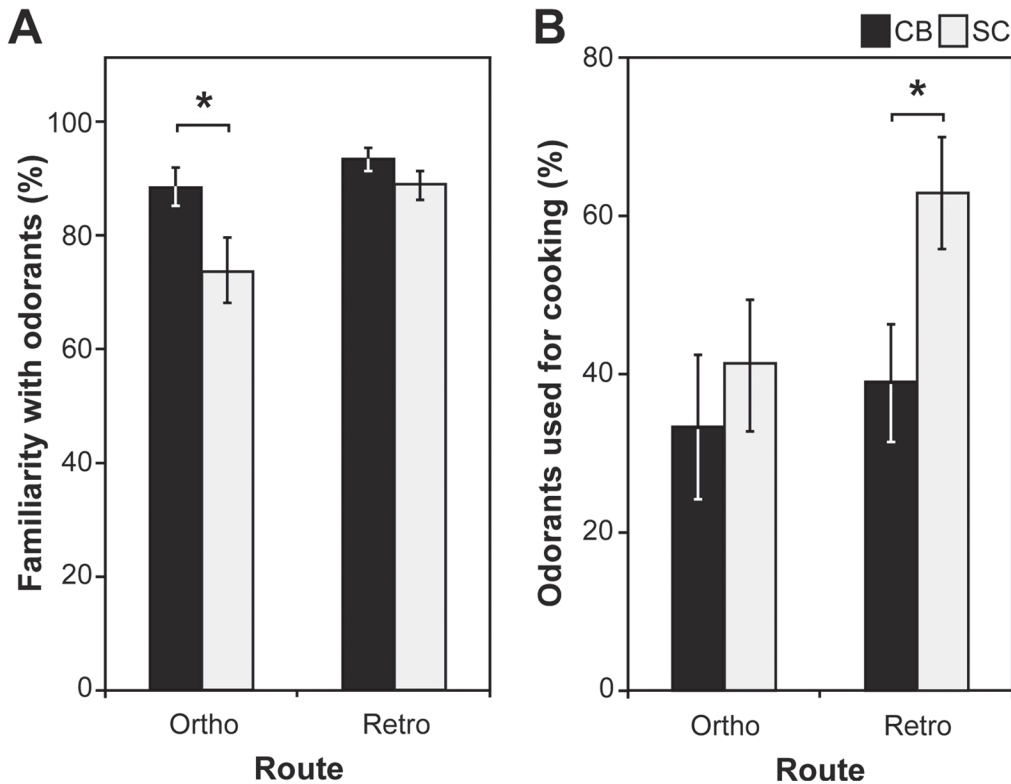 A
Familiarity with odorants (%)
100
80
60
40
20
0
*
Ortho
Retro
Route
B
CB SC
Odorants used for cooking (%)
80
60
40
20
0
*
Ortho
Retro
Route